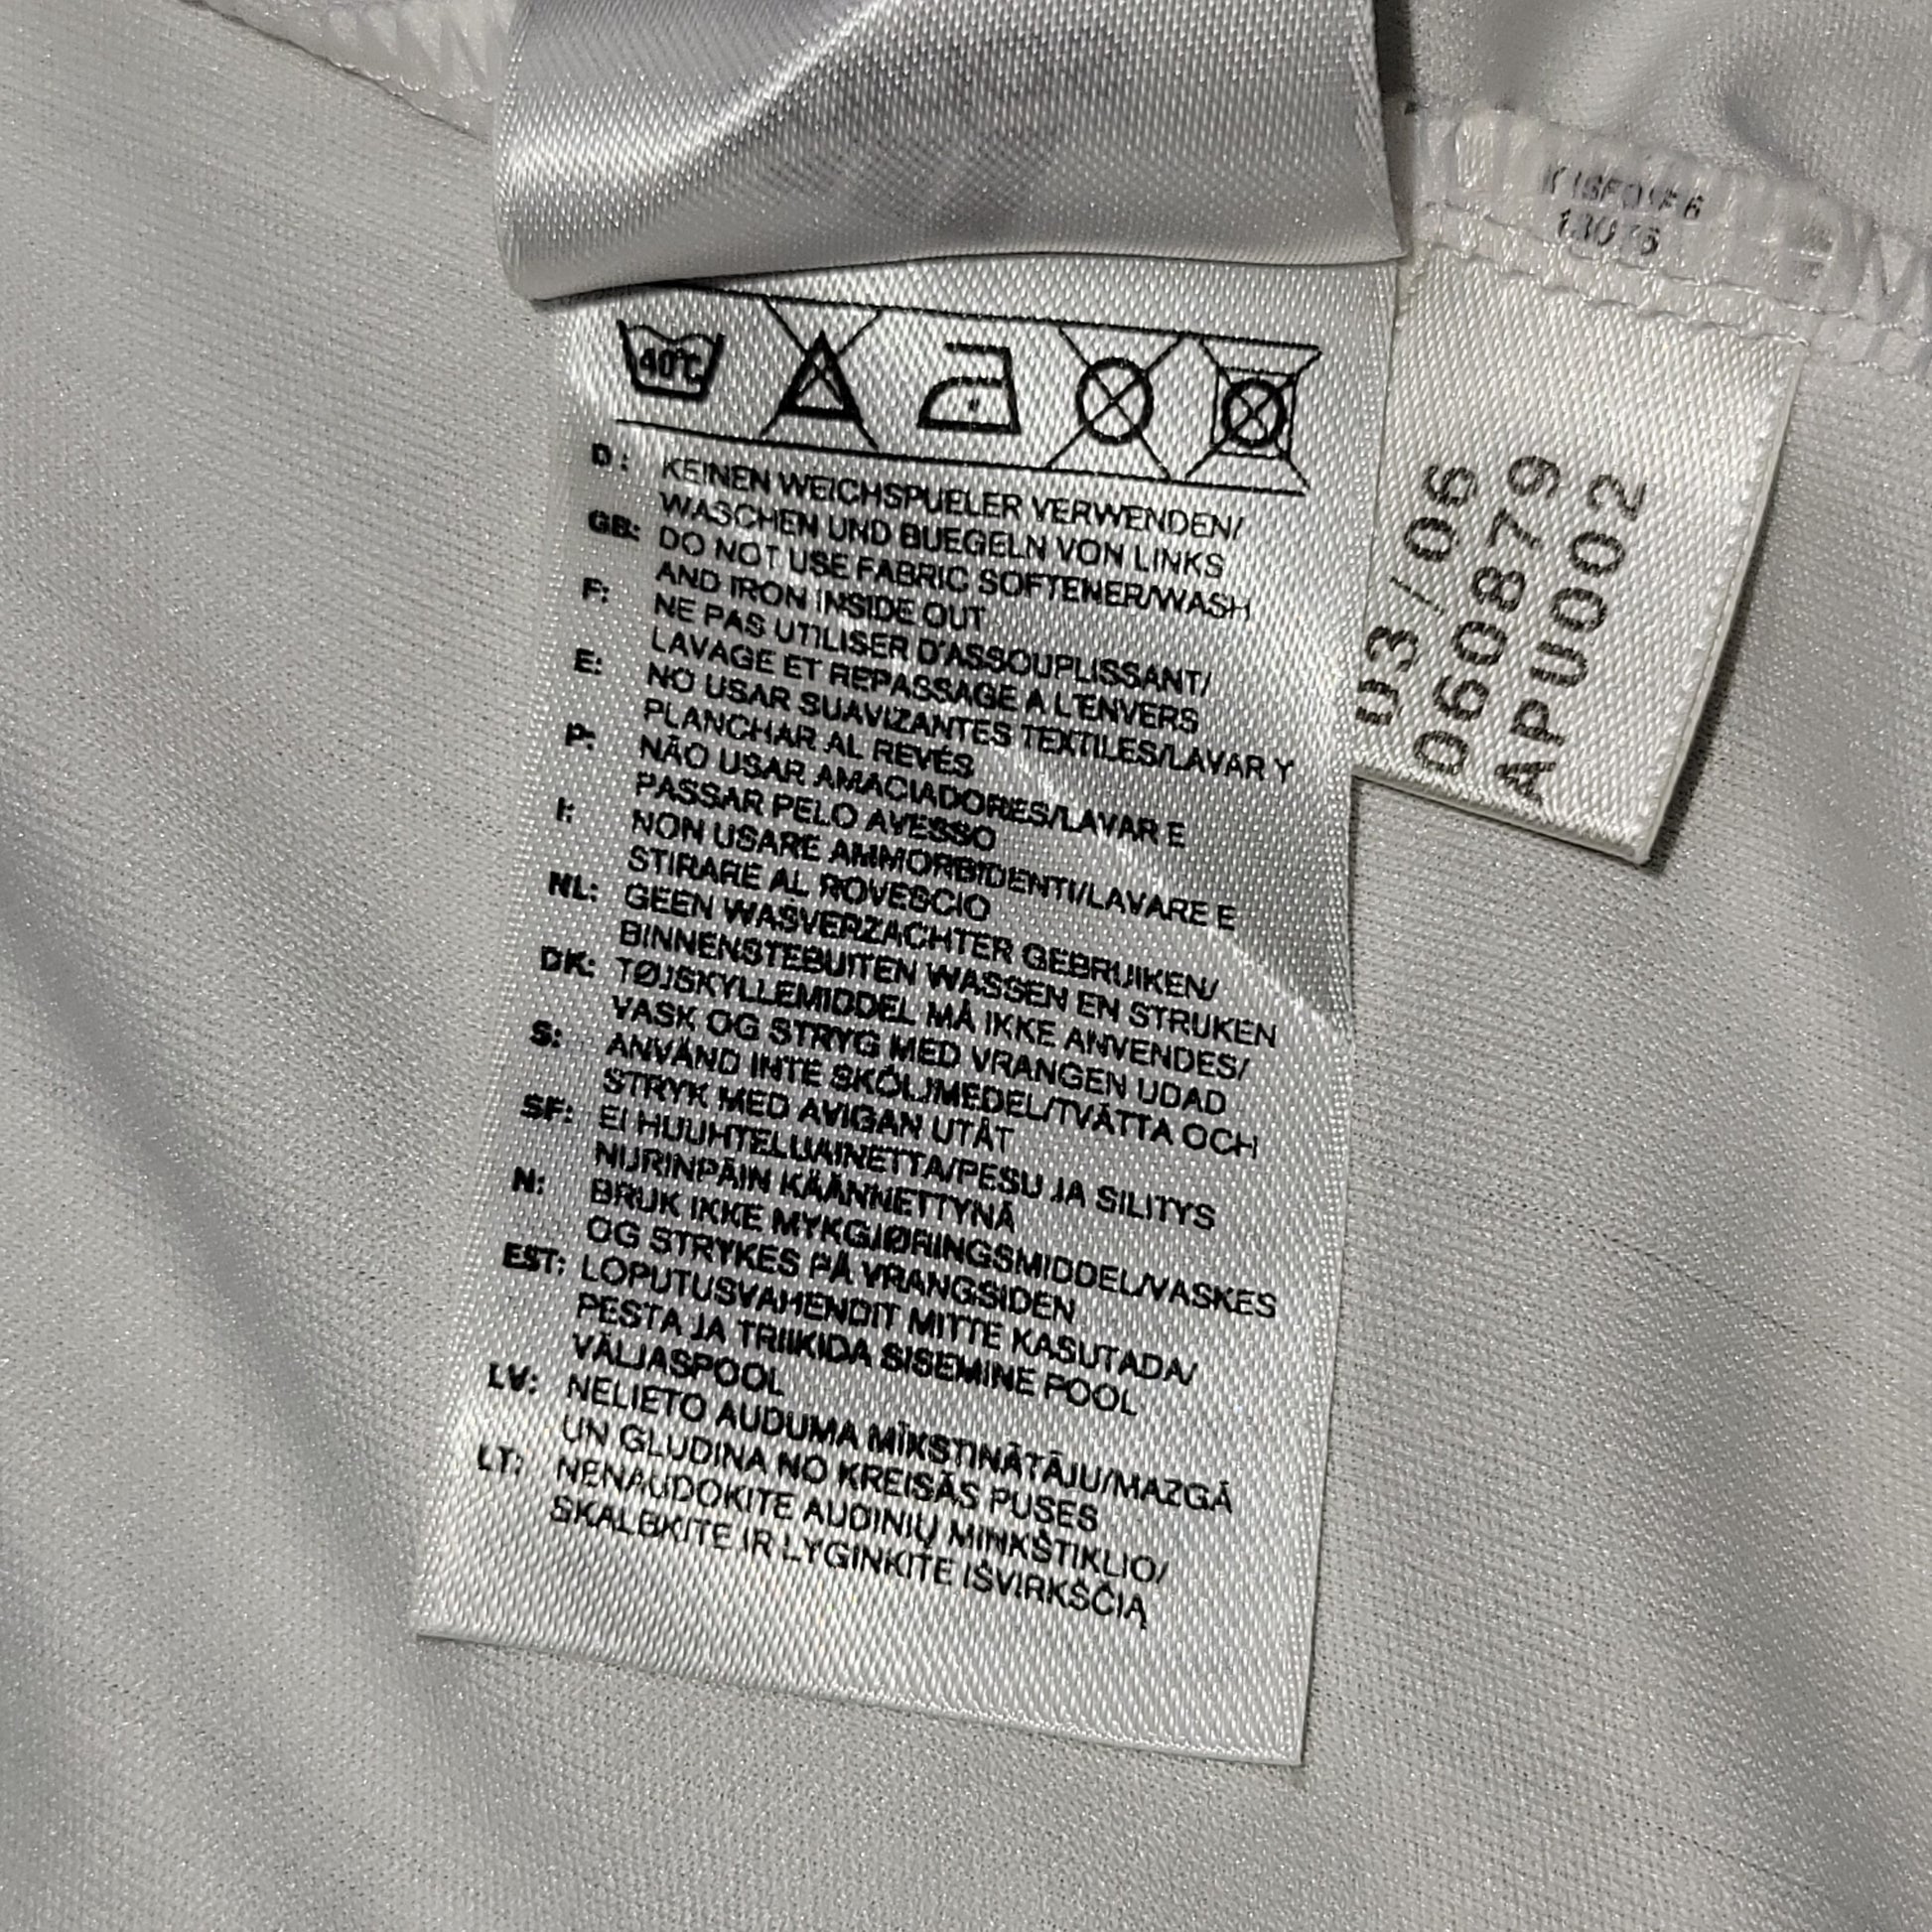 40°C
D: KEINEN WEICHSPUELER VERWENDEN/
WASCHEN UND BUEGELN VON LINKS
GB: DO NOT USE FABRIC SOFTENER/WASH
AND IRON INSIDE OUT
F: NE PAS UTILISER D'ASSOUPLISSANT/
LAVAGE ET REPASSAGE A L'ENVERS
E: NO USAR SUAVIZANTES TEXTILES/LAVAR Y
PLANCHAR AL REVÉS
P: NÃO USAR AMACIADORES/LAVAR E
PASSAR PELO AVESSO
I: NON USARE AMMORBIDENTI/LAVARE E
STIRARE AL ROVESCIO
NL: GEEN WASVERZACHTER GEBRUIKEN/
BINNENSTEBUITEN WASSEN EN STRUKEN
DK: TØJSKYLLEMIDDEL MÅ IKKE ANVENDES/
VASK OG STRYG MED VRANGEN UDAD
S: ANVÄND INTE SKÖLJMEDEL/TVÄTTA OCH
STRYK MED AVIGAN UTÅT
SF: EI HUUHTELUAINETTA/PESU JA SILITYS
NURINPÄIN KÄÄNNETTYNÄ
N: BRUK IKKE MYKGJØRINGSMIDDEL/VASKES
OG STRYKES PÅ VRANGSIDEN
EST: LOPUTUSVAHENDIT MITTE KASUTADA/
PESTA JA TRIIKIDA SISEMINE POOL
VÄLJASPOOL
LV: NELIETO AUDUMA MĪKSTINĀTĀJU/MAZGĀ
UN GLUDINA NO KREISĀS PUSES
LT: NENAUDOKITE AUDINIŲ MINKŠTIKLIO/
SKALBKITE IR LYGINKITE IŠVIRKŠČIĄ
03/06
060879
APU002